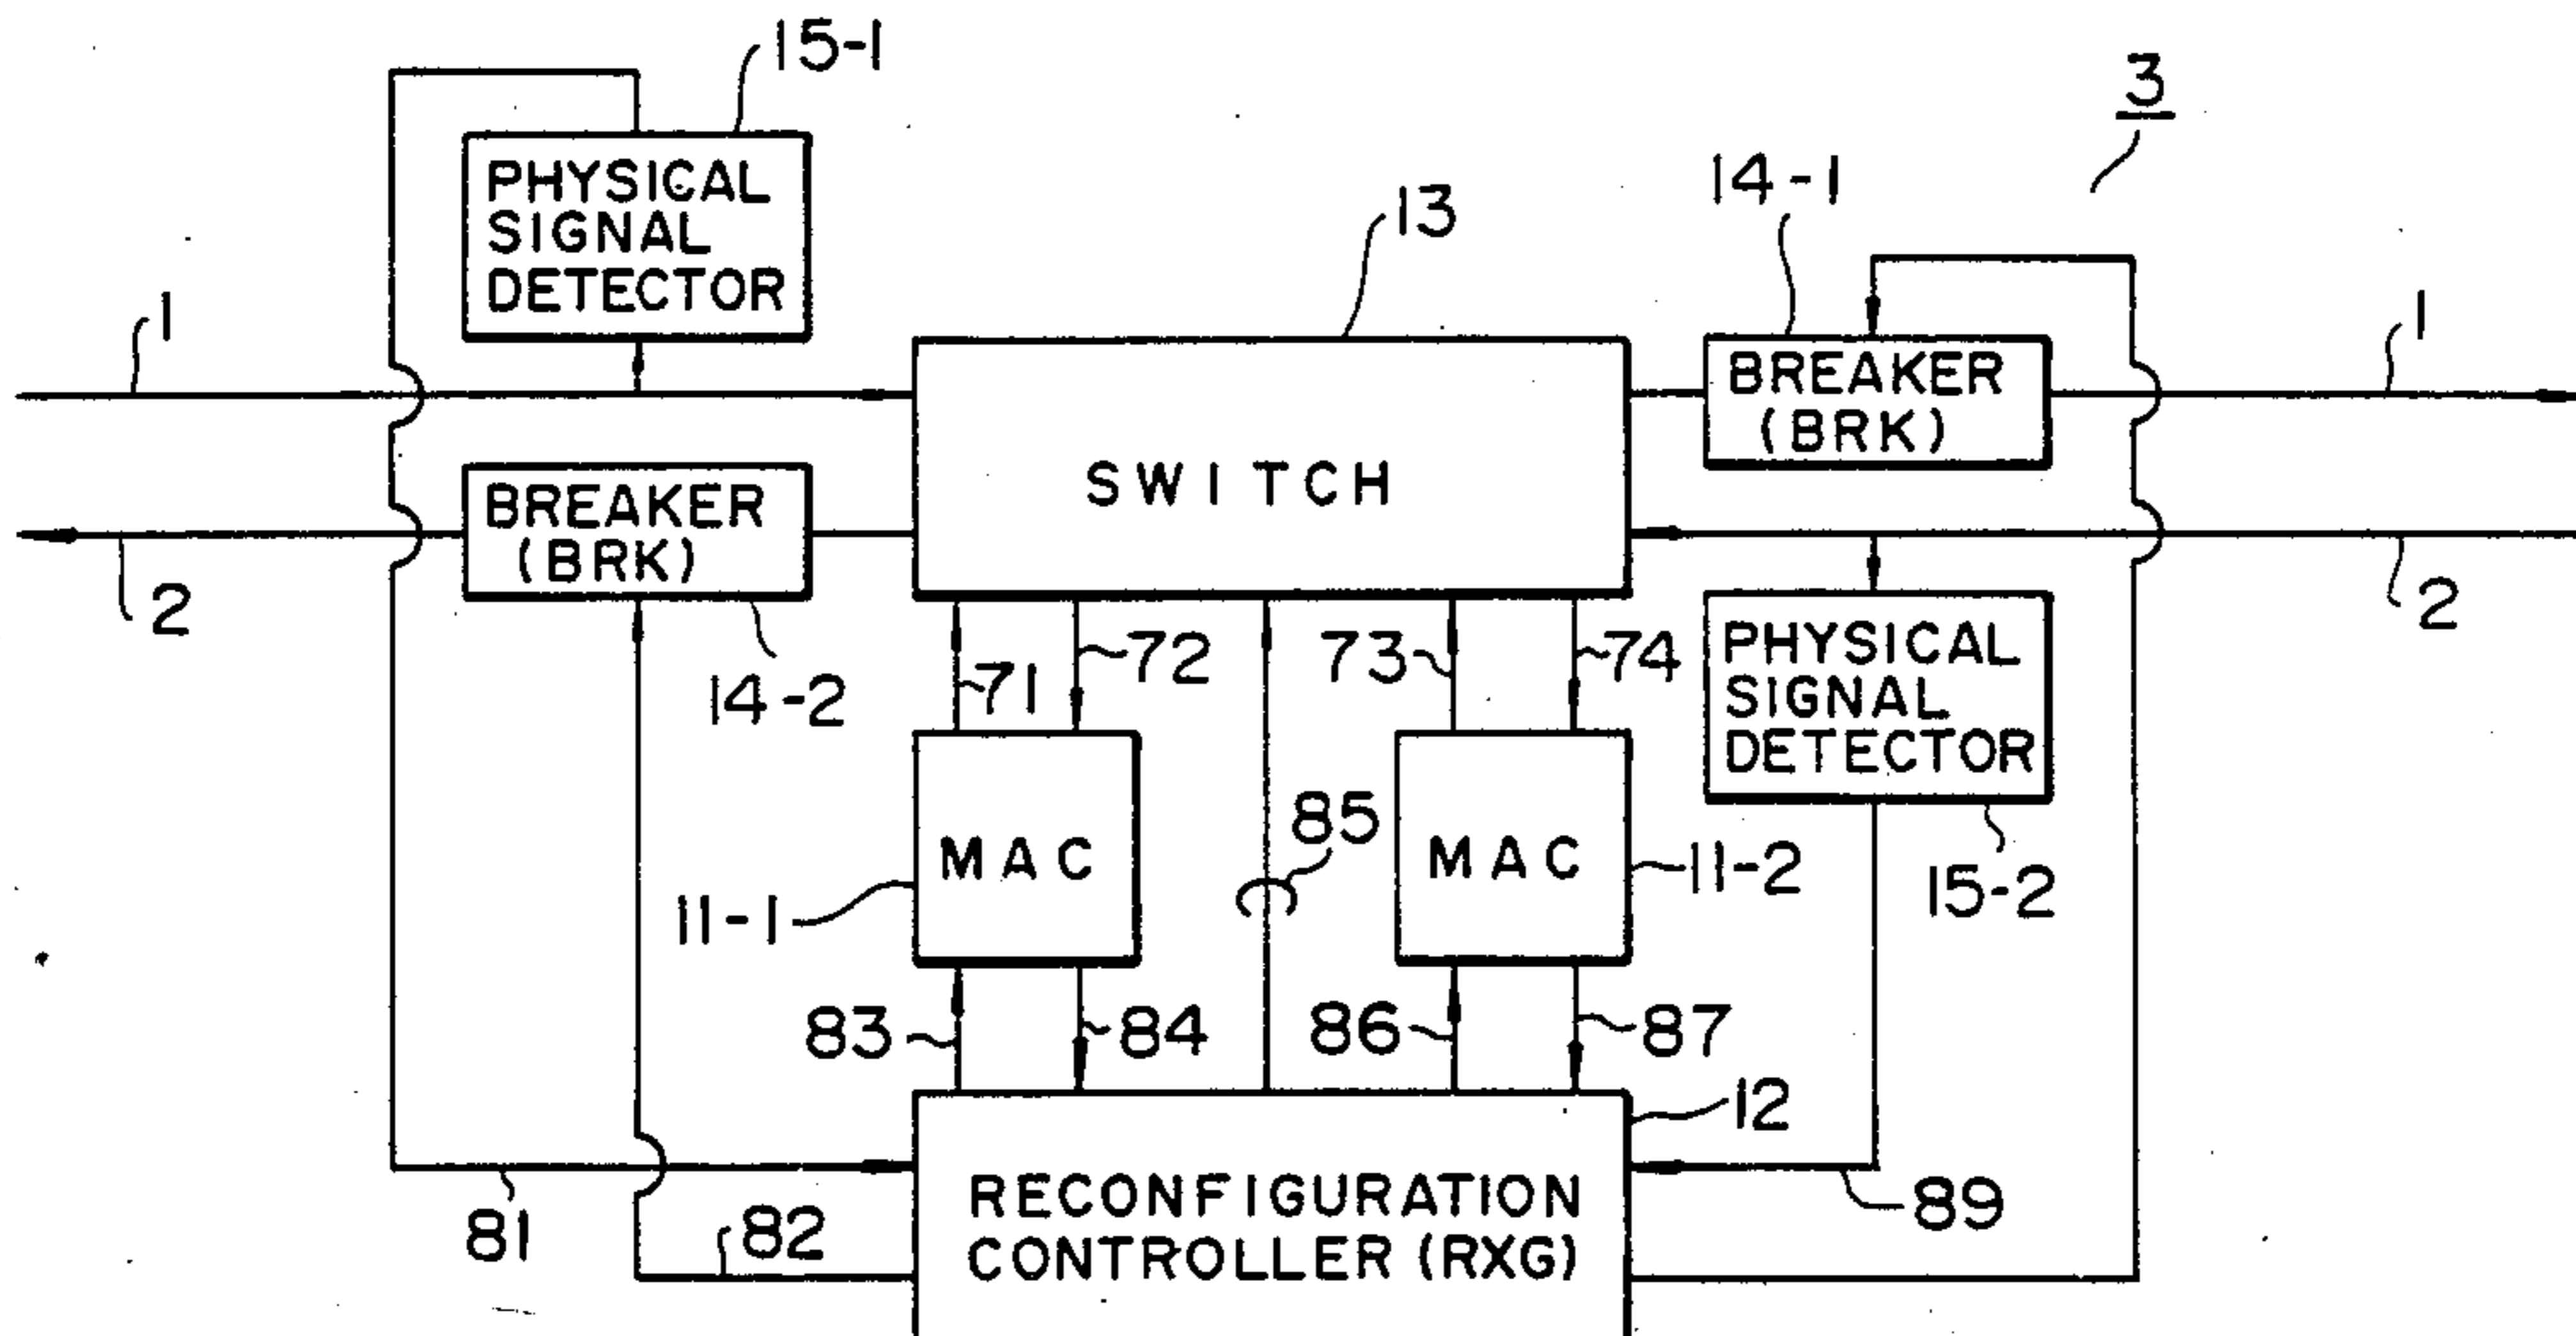 15-1
3
PHYSICAL
SIGNAL
DETECTOR
14-1
13
1
1
BREAKER
(BRK)
SWITCH
BREAKER
(BRK)
2
2
14-2
71
72
73
74
PHYSICAL
SIGNAL
DETECTOR
85
MAC
MAC
11-1
11-2
15-2
83
84
86
87
12
81
82
RECONFIGURATION
CONTROLLER (RXG)
89